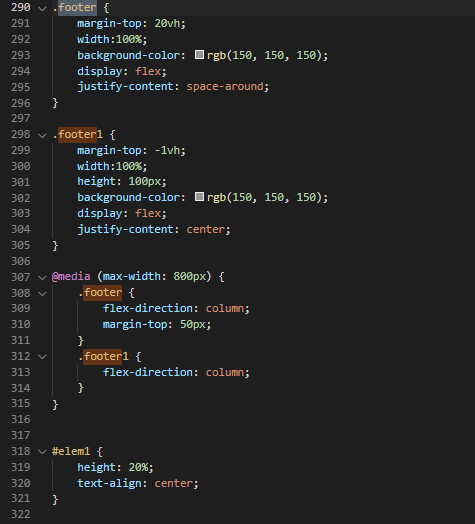 290 .footer {
291 margin-top: 20vh;
292 width:100%;
293 background-color: rgb(150, 150, 150);
294 display: flex;
295 justify-content: space-around;
296 }
297
298 .footer1 {
299 margin-top: -1vh;
300 width:100%;
301 height: 100px;
302 background-color: rgb(150, 150, 150);
303 display: flex;
304 justify-content: center;
305 }
306
307 @media (max-width: 800px) {
308 .footer {
309 flex-direction: column;
310 margin-top: 50px;
311 }
312 .footer1 {
313 flex-direction: column;
314 }
315 }
316
317
318 #elem1 {
319 height: 20%;
320 text-align: center;
321 }
322